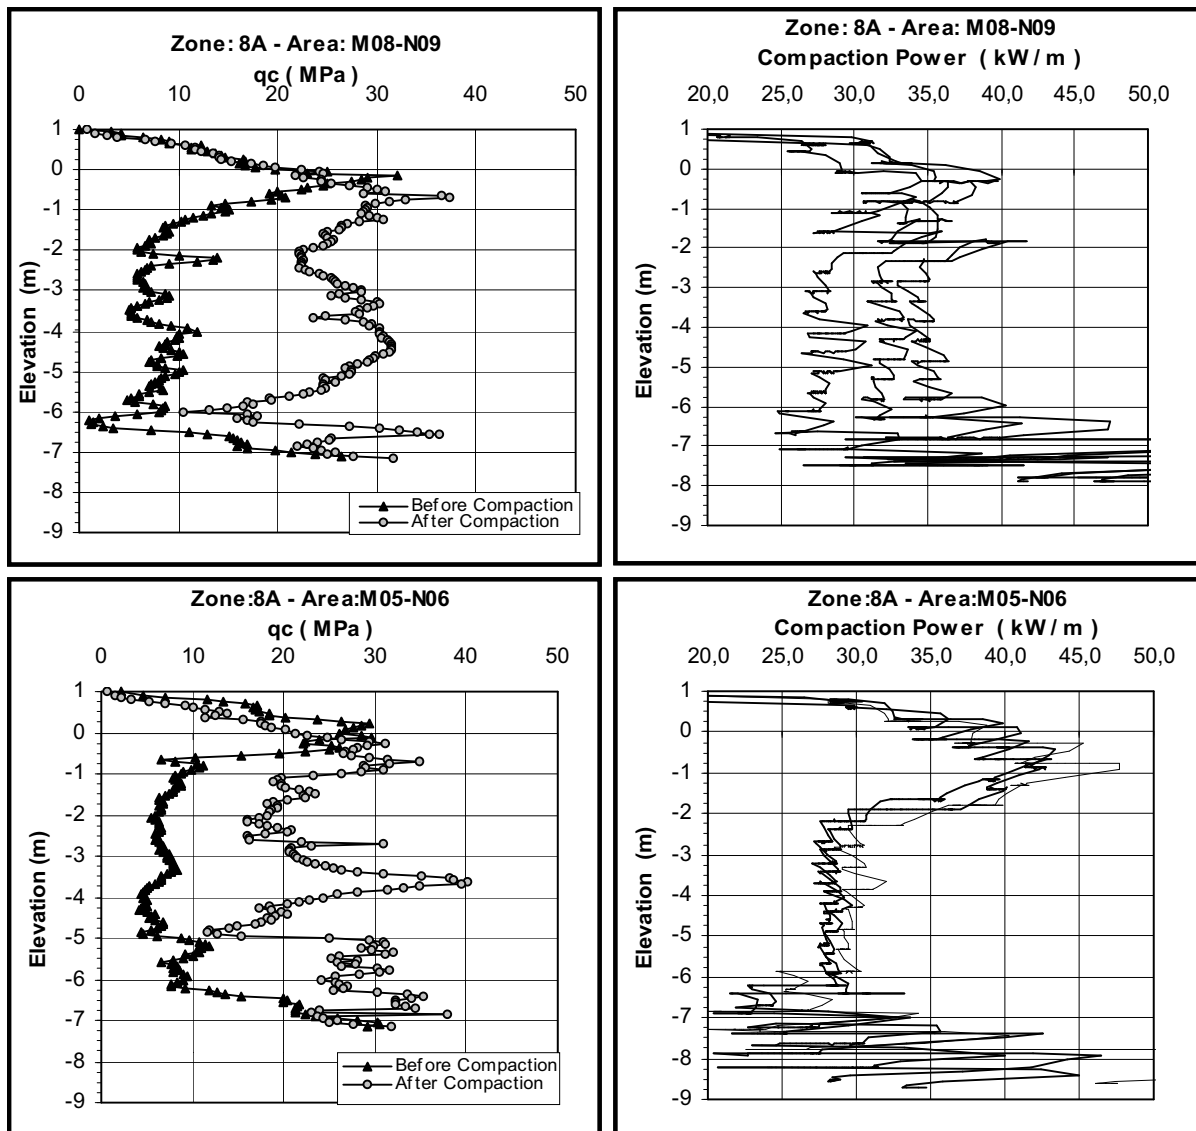 Zone: 8A - Area: M08-N09
qc ( MPa )
0 10 20 30 40 50
1
0
-1
-2
-3
-4
-5
-6
-7
-8
-9
Elevation (m)
Before Compaction
After Compaction
Zone: 8A - Area: M08-N09
Compaction Power ( kW / m )
20,0 25,0 30,0 35,0 40,0 45,0 50,0
1
0
-1
-2
-3
-4
-5
-6
-7
-8
-9
Elevation (m)
Zone:8A - Area:M05-N06
qc ( MPa )
0 10 20 30 40 50
1
0
-1
-2
-3
-4
-5
-6
-7
-8
-9
Elevation (m)
Before Compaction
After Compaction
Zone:8A - Area:M05-N06
Compaction Power ( kW / m )
20,0 25,0 30,0 35,0 40,0 45,0 50,0
1
0
-1
-2
-3
-4
-5
-6
-7
-8
-9
Elevation (m)